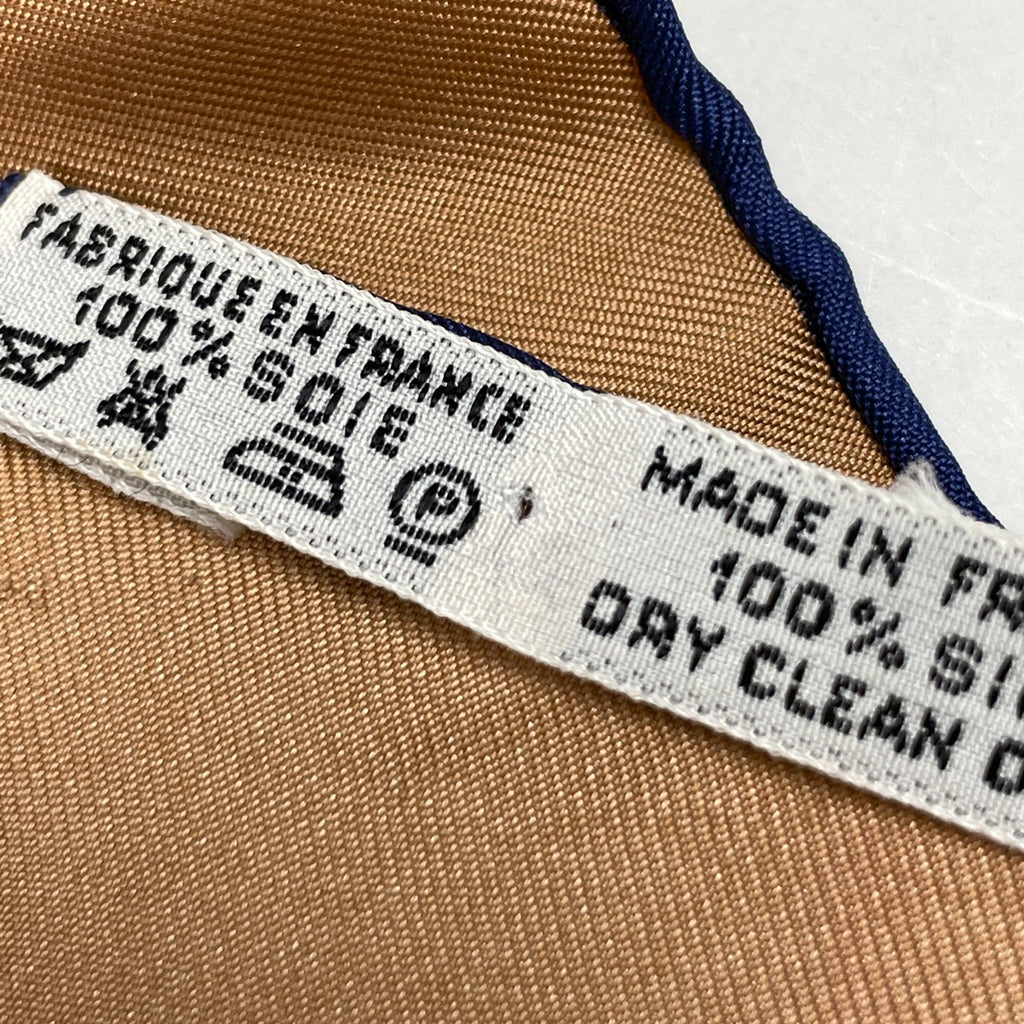 FABRIQUE EN FRANCE
100% SOIE
P
MADE IN
100%
DRY CLEAN